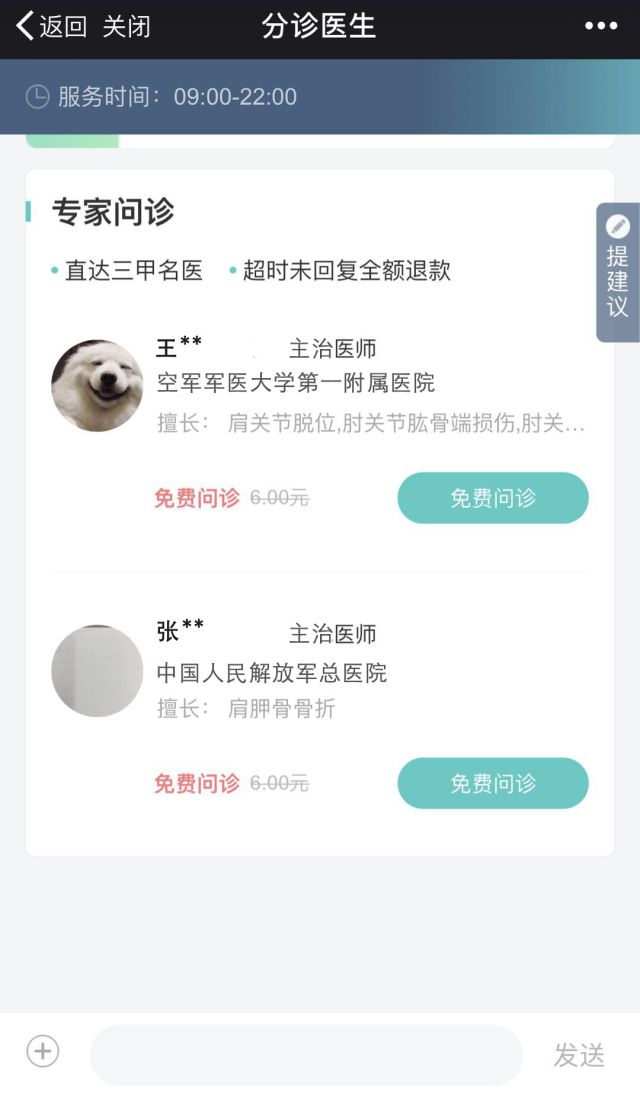 返回 关闭 分诊医生
服务时间：09:00-22:00
专家问诊
直达三甲名医 超时未回复全额退款
提建议
王** 主治医师
空军军医大学第一附属医院
擅长： 肩关节脱位,肘关节肱骨端损伤,肘关...
免费问诊 6.00元 免费问诊
张** 主治医师
中国人民解放军总医院
擅长： 肩胛骨骨折
免费问诊 6.00元 免费问诊
发送